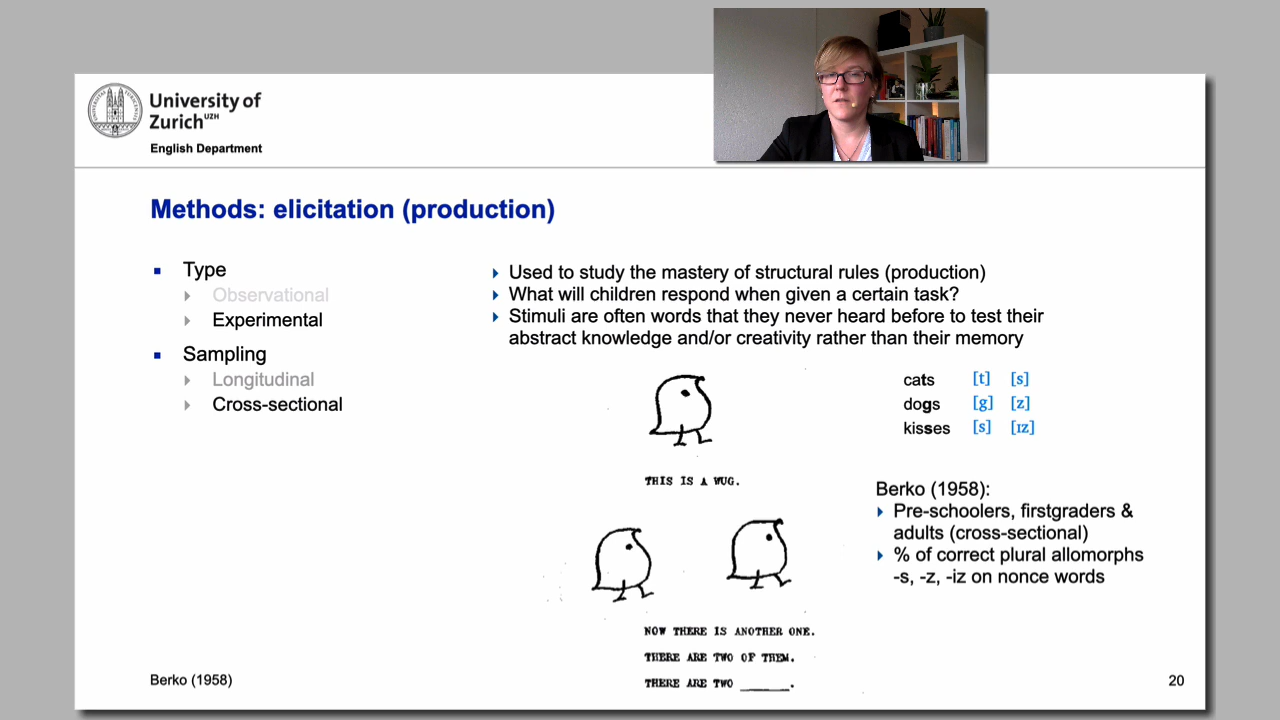 University of
Zurich UZH
English Department
Methods: elicitation (production)
Type
Observational
Experimental
Sampling
Longitudinal
Cross-sectional
Used to study the mastery of structural rules (production)
What will children respond when given a certain task?
Stimuli are often words that they never heard before to test their
abstract knowledge and/or creativity rather than their memory
THIS IS A WUG.
NOW THERE IS ANOTHER ONE.
THERE ARE TWO OF THEM.
THERE ARE TWO ______.
cats [t] [s]
dogs [g] [z]
kisses [s] [ɪz]
Berko (1958):
Pre-schoolers, firstgraders &
adults (cross-sectional)
% of correct plural allomorphs
-s, -z, -iz on nonce words
Berko (1958)
20